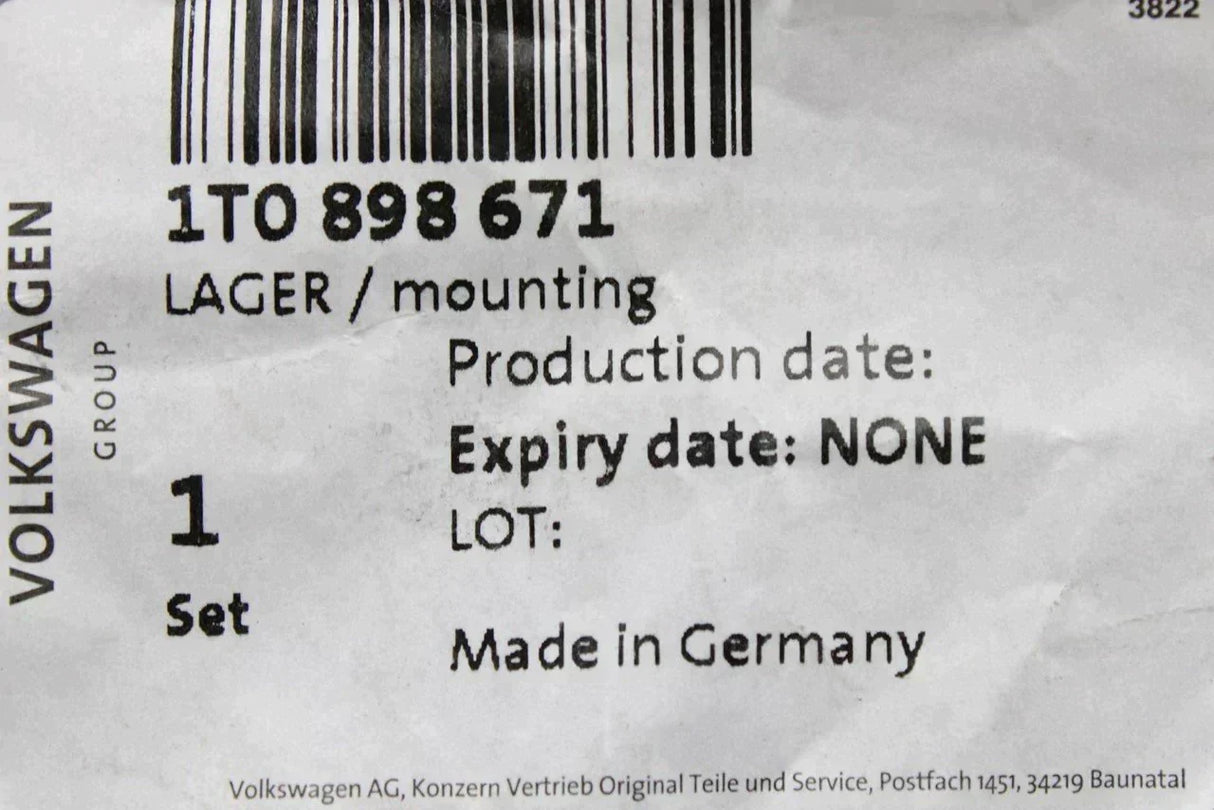 3822
1T0 898 671
LAGER / mounting
Production date:
Expiry date: NONE
LOT:
1
Set
Made in Germany
VOLKSWAGEN
GROUP
Volkswagen AG, Konzern Vertrieb Original Teile und Service, Postfach 1451, 34219 Baunatal